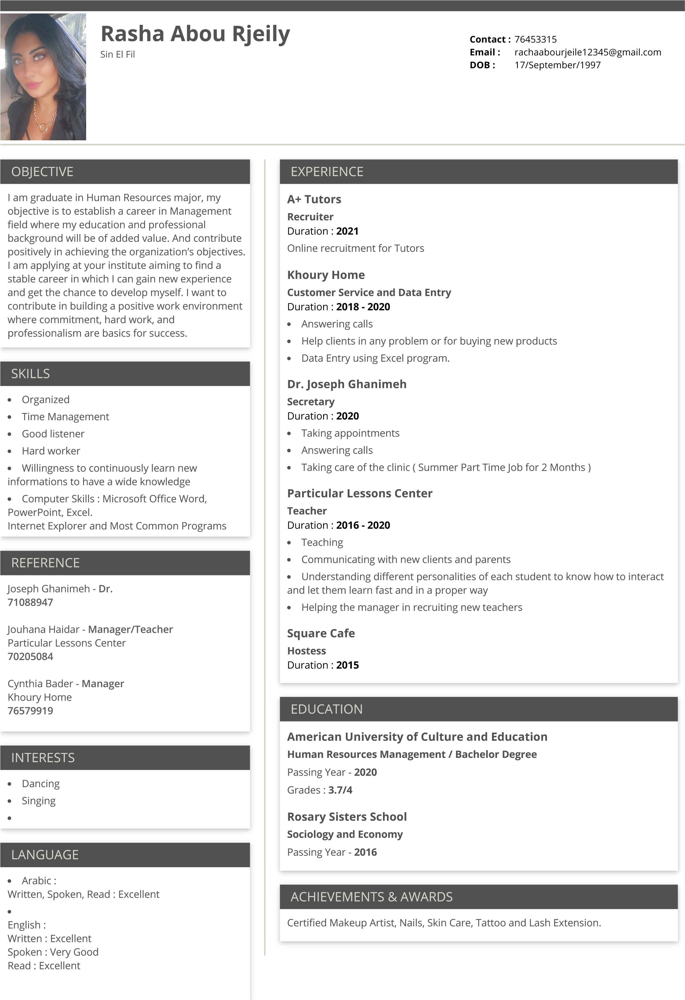 Rasha Abou Rjeily
Sin El Fil
Contact : 76453315
Email : rachaabourjeile12345@gmail.com
DOB : 17/September/1997
OBJECTIVE
I am graduate in Human Resources major, my
objective is to establish a career in Management
field where my education and professional
background will be of added value. And contribute
positively in achieving the organization’s objectives.
I am applying at your institute aiming to find a
stable career in which I can gain new experience
and get the chance to develop myself. I want to
contribute in building a positive work environment
where commitment, hard work, and
professionalism are basics for success.
SKILLS
• Organized
• Time Management
• Good listener
• Hard worker
• Willingness to continuously learn new
informations to have a wide knowledge
• Computer Skills : Microsoft Office Word,
PowerPoint, Excel.
Internet Explorer and Most Common Programs
REFERENCE
Joseph Ghanimeh - Dr.
71088947
Jouhana Haidar - Manager/Teacher
Particular Lessons Center
70205084
Cynthia Bader - Manager
Khoury Home
76579919
INTERESTS
• Dancing
• Singing
•
LANGUAGE
• Arabic :
Written, Spoken, Read : Excellent
•
English :
Written : Excellent
Spoken : Very Good
Read : Excellent
EXPERIENCE
A+ Tutors
Recruiter
Duration : 2021
Online recruitment for Tutors
Khoury Home
Customer Service and Data Entry
Duration : 2018 - 2020
• Answering calls
• Help clients in any problem or for buying new products
• Data Entry using Excel program.
Dr. Joseph Ghanimeh
Secretary
Duration : 2020
• Taking appointments
• Answering calls
• Taking care of the clinic ( Summer Part Time Job for 2 Months )
Particular Lessons Center
Teacher
Duration : 2016 - 2020
• Teaching
• Communicating with new clients and parents
• Understanding different personalities of each student to know how to interact
and let them learn fast and in a proper way
• Helping the manager in recruiting new teachers
Square Cafe
Hostess
Duration : 2015
EDUCATION
American University of Culture and Education
Human Resources Management / Bachelor Degree
Passing Year - 2020
Grades : 3.7/4
Rosary Sisters School
Sociology and Economy
Passing Year - 2016
ACHIEVEMENTS & AWARDS
Certified Makeup Artist, Nails, Skin Care, Tattoo and Lash Extension.